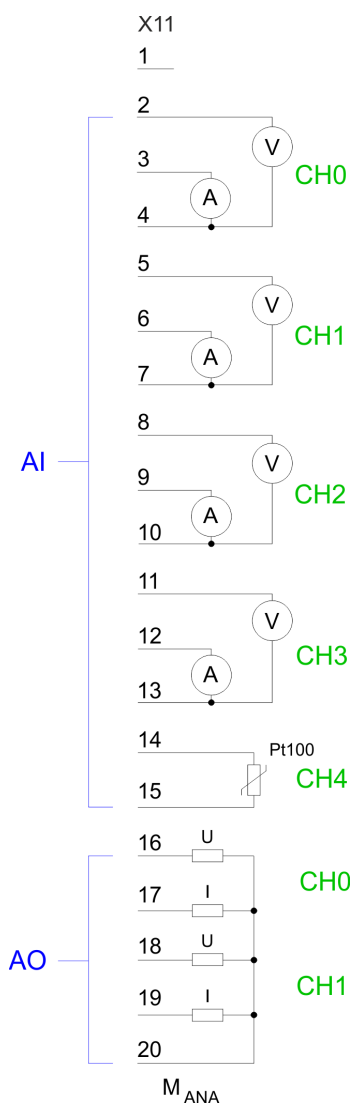 X11
1
2
V
3
CH0
A
4
5
V
6
CH1
A
7
8
V
AI
9
CH2
A
10
11
V
12
CH3
A
13
14
Pt100
CH4
15
16 U
CH0
17 I
18 U
AO
CH1
19 I
20
M ANA